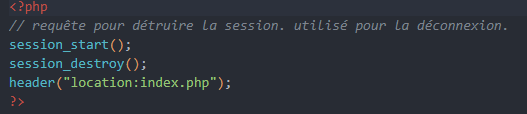 <?php
// requête pour détruire la session. utilisé pour la déconnexion.
session_start();
session_destroy();
header("location:index.php");
?>